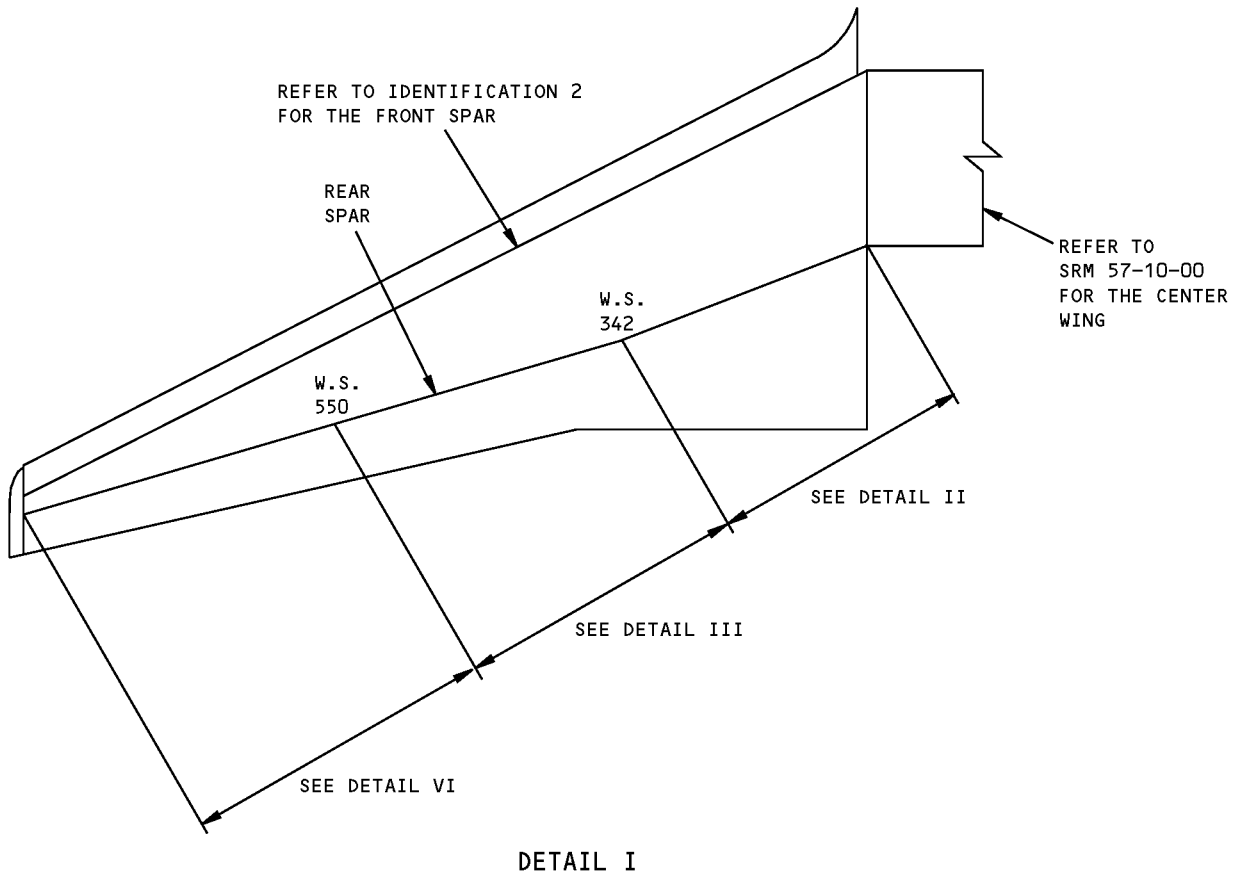 REFER TO IDENTIFICATION 2
FOR THE FRONT SPAR
REAR
SPAR
REFER TO
SRM 57-10-00
FOR THE CENTER
WING
W.S.
342
W.S.
550
SEE DETAIL II
SEE DETAIL III
SEE DETAIL VI
DETAIL I